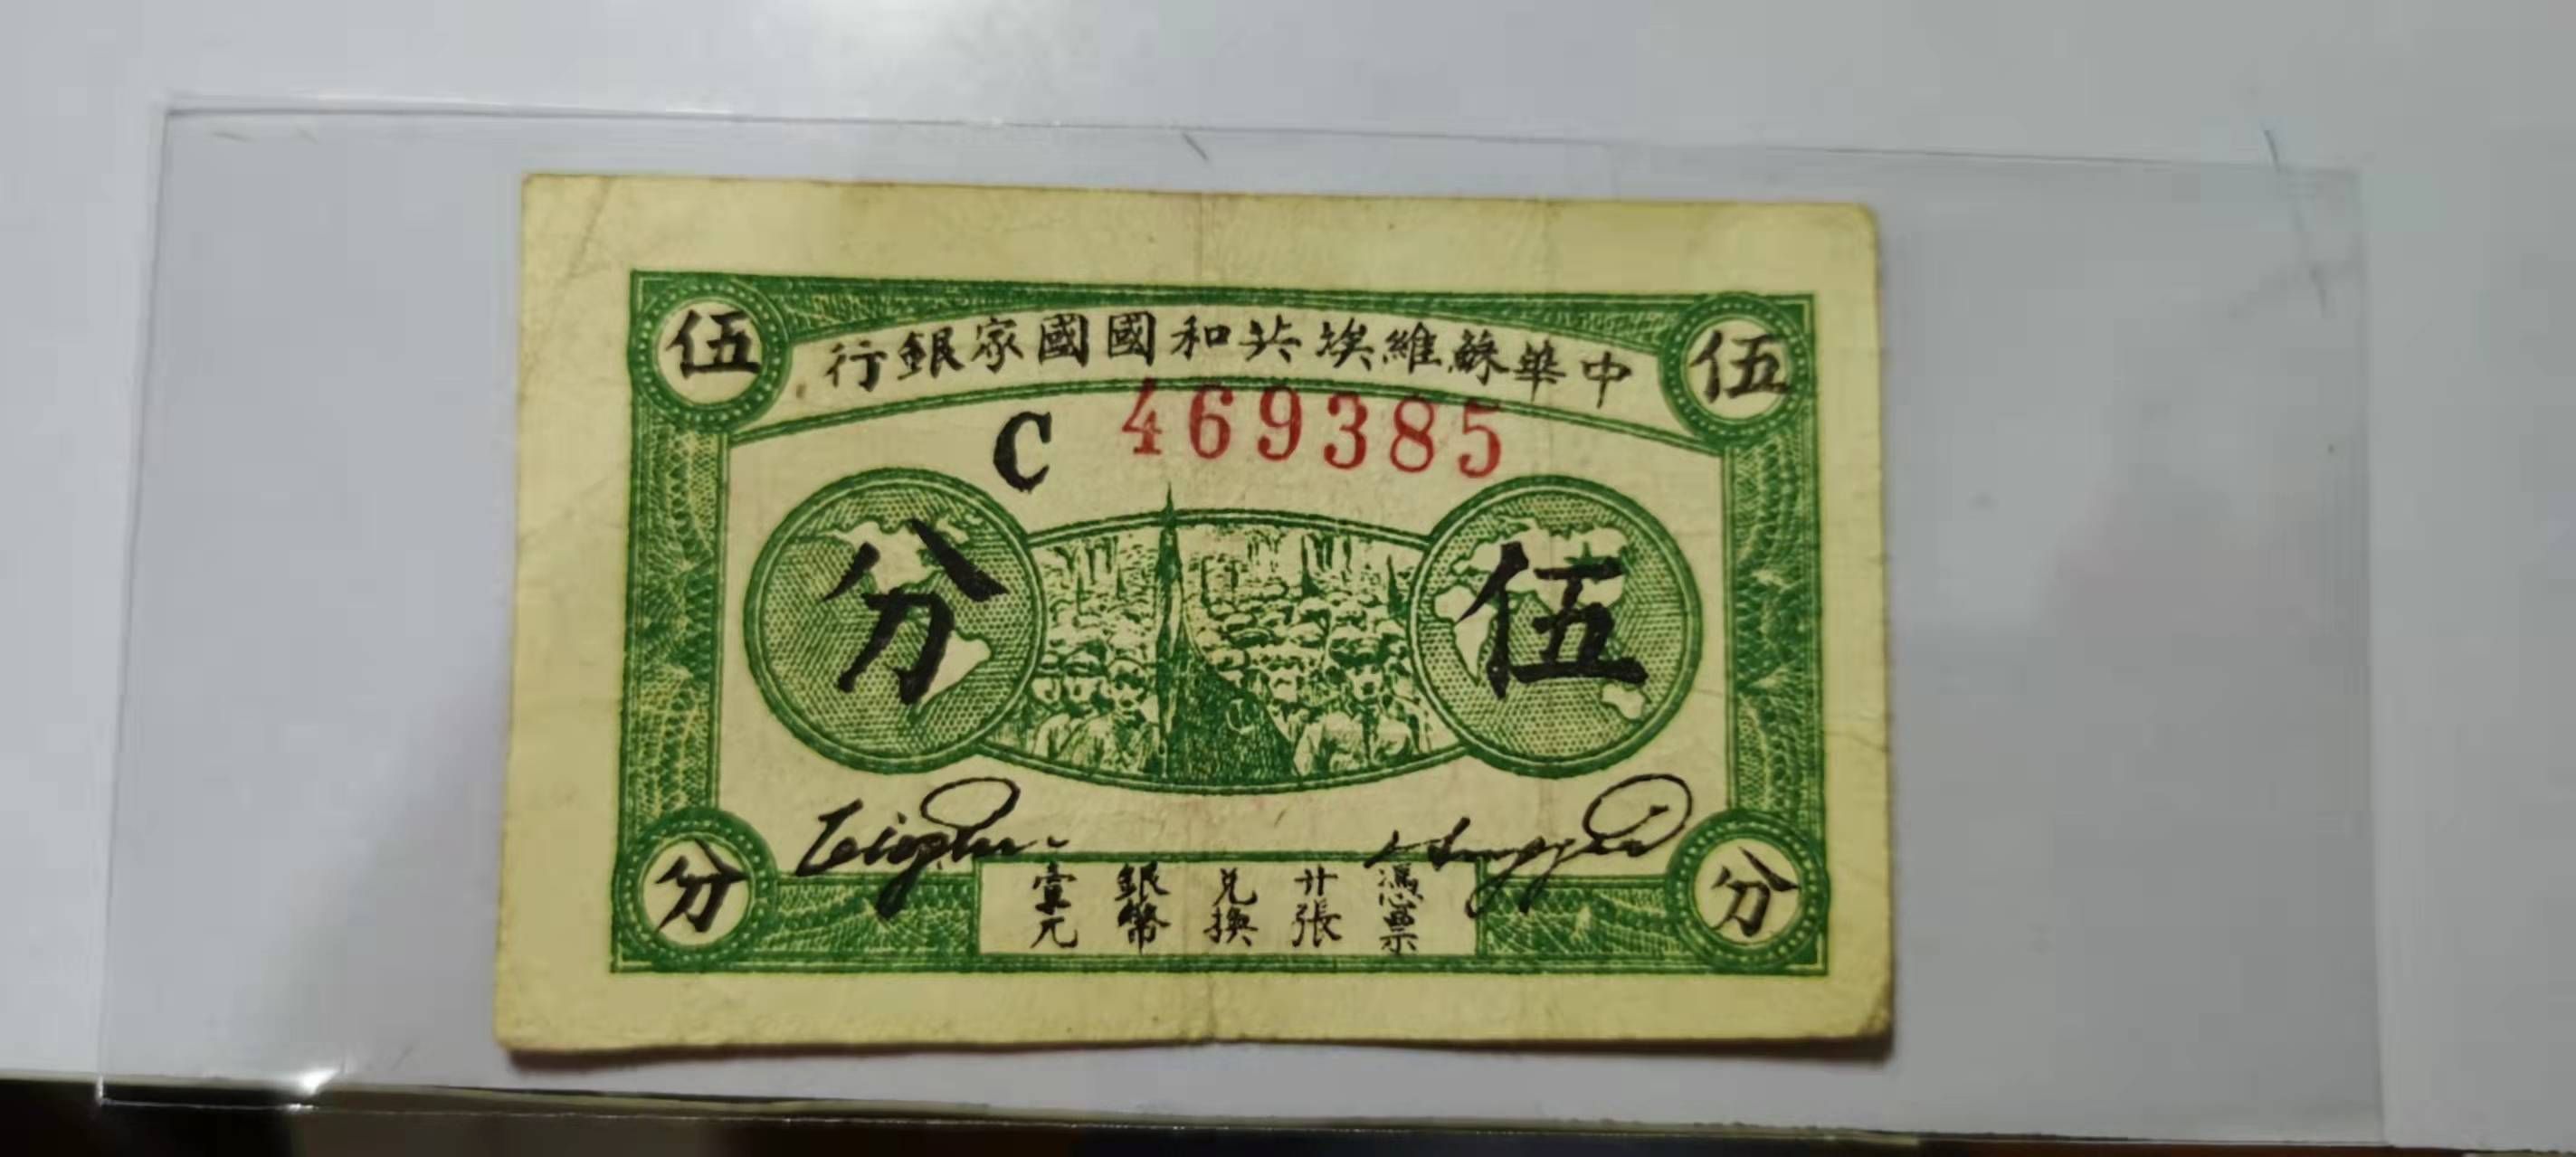 中華蘇維埃共和國國家銀行
伍
伍
C 469385
伍分
分
分
憑票廿張兌換銀幣壹元